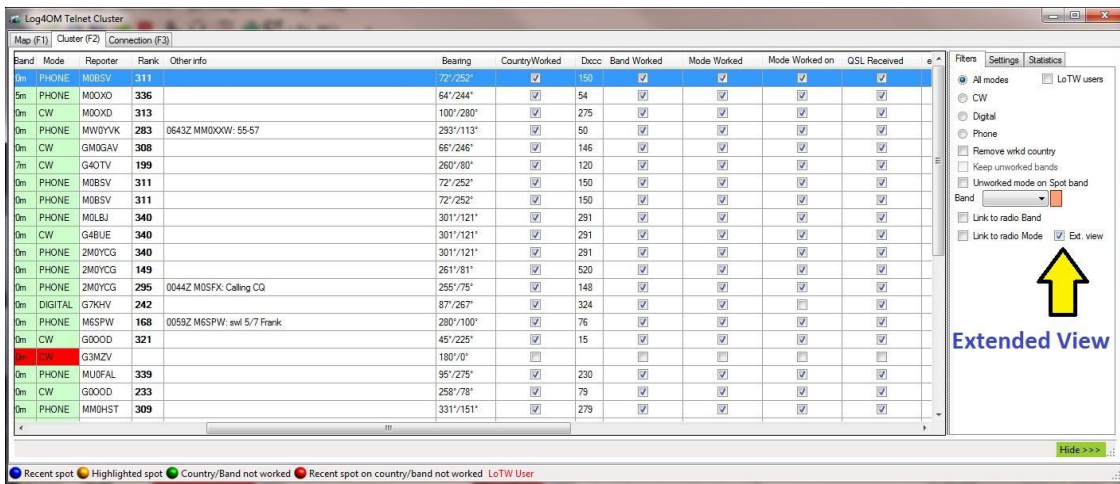 Log4OM Telnet Cluster
Map (F1) Cluster (F2) Connection (F3)
Band Mode Reporter Rank Other info Bearing CountryWorked Dxcc Band Worked Mode Worked Mode Worked on QSL Received e
0m PHONE M0BSV 311 72°/252° 150
5m PHONE M0OXO 336 64°/244° 54
0m CW M0OXD 313 100°/280° 275
0m PHONE MW0YVK 283 0643Z MM0XXW: 55-57 293°/113° 50
0m CW GM0GAV 308 66°/246° 146
7m CW G4OTV 199 260°/80° 120
0m PHONE M0BSV 311 72°/252° 150
0m PHONE M0BSV 311 72°/252° 150
0m PHONE M0LBJ 340 301°/121° 291
0m CW G4BUE 340 301°/121° 291
0m PHONE 2M0YCG 340 301°/121° 291
0m PHONE 2M0YCG 149 261°/81° 520
0m PHONE 2M0YCG 295 0044Z M0SFX: Calling CQ 255°/75° 148
0m DIGITAL G7KHV 242 87°/267° 324
0m PHONE M6SPW 168 0059Z M6SPW: swl 5/7 Frank 280°/100° 76
0m CW G0OOD 321 45°/225° 15
0m CW G3MZV 180°/0°
0m PHONE MU0FAL 339 95°/275° 230
0m CW G0OOD 233 258°/78° 79
0m PHONE MM0HST 309 331°/151° 279
Filters Settings Statistics
All modes LoTW users
CW
Digital
Phone
Remove wrkd country
Keep unworked bands
Unworked mode on Spot band
Band
Link to radio Band
Link to radio Mode Ext. view
Extended View
Hide >>>
Recent spot Highlighted spot Country/Band not worked Recent spot on country/band not worked LoTW User